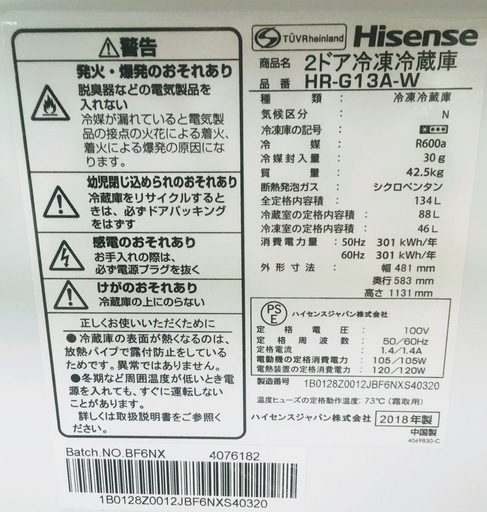 警告
発火・爆発のおそれあり
脱臭器などの電気製品を
入れない
冷媒が漏れていると電気製
品の接点の火花による着火、
着火による爆発の原因にな
ります。
幼児閉じ込められのおそれあり
冷蔵庫をリサイクルすると
きは、必ずドアパッキング
をはずす
感電のおそれあり
お手入れの際は、
必ず電源プラグを抜く
けがのおそれあり
冷蔵庫の上にのらない
正しくお使いいただくために
●冷蔵庫の表面が熱くなるのは、
放熱パイプで露付防止をしている
ためです。異常ではありません。
●冬期など周囲温度が低いとき電
源を入れても、すぐに運転しない
ことがあります。
詳しくは取扱説明書をご参照く
ださい。
Batch.NO.BF6NX 4076182
1B0128Z0012JBF6NXS40320
TÜVRheinland Hisense
商品名 2ドア冷凍冷蔵庫
品番 HR-G13A-W
種類 : 冷凍冷蔵庫
気候区分 : N
冷凍庫の記号 :
冷媒 : R600a
冷媒封入量 : 30g
質量 : 42.5kg
断熱発泡ガス : シクロペンタン
全定格内容積 : 134L
冷蔵室の定格内容積 : 88L
冷凍室の定格内容積 : 46L
消費電力量 : 50Hz 301 kWh/年
60Hz 301 kWh/年
外形寸法 : 幅 481 mm
奥行 583 mm
高さ 1131 mm
PSE ハイセンスジャパン株式会社
定格電圧 : 100V
定格周波数 : 50/60Hz
定格電流 : 1.4/1.4A
電動機の定格消費電力 : 105/105W
電熱装置の定格消費電力 : 120/120W
製造番号 1B0128Z0012JBF6NXS40320
温度ヒューズの定格動作温度: 73℃(霜取用)
ハイセンスジャパン株式会社 2018年製
中国製
4069830-C